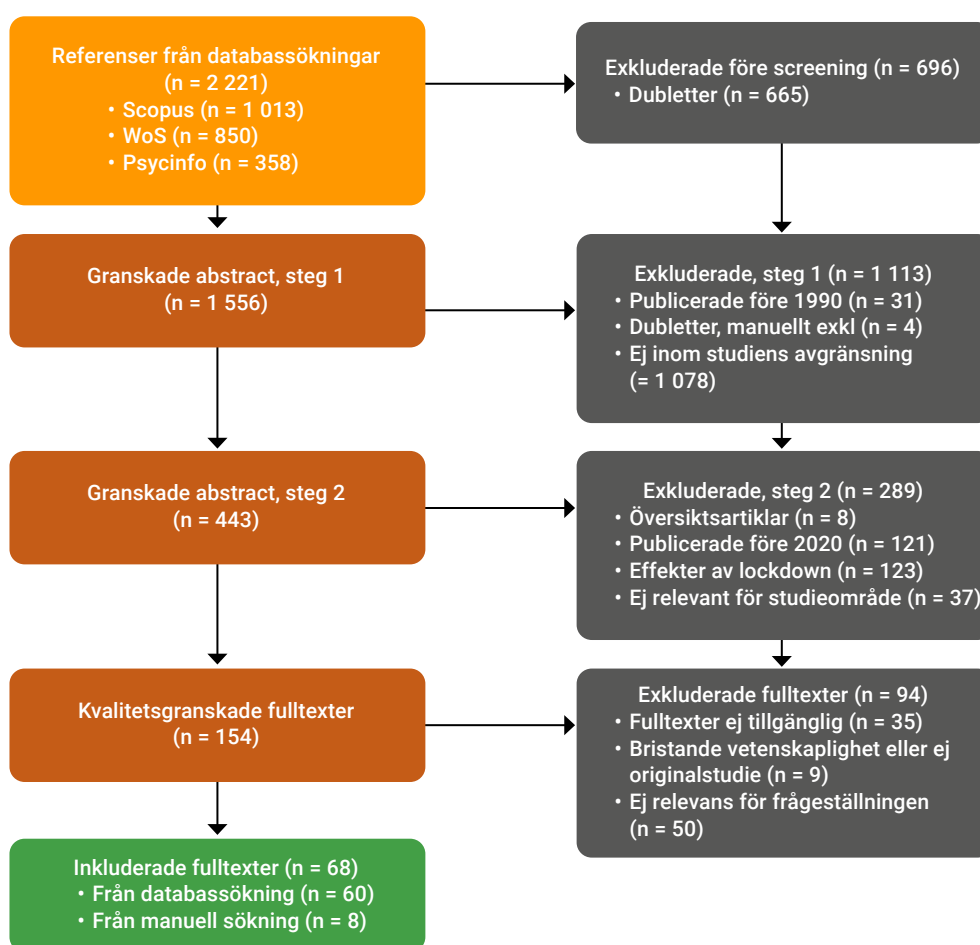 Referenser från databassökningar
(n = 2 221)
• Scopus (n = 1 013)
• WoS (n = 850)
• Psycinfo (n = 358)
Exkluderade före screening (n = 696)
• Dubletter (n = 665)
Granskade abstract, steg 1
(n = 1 556)
Exkluderade, steg 1 (n = 1 113)
• Publicerade före 1990 (n = 31)
• Dubletter, manuellt exkl (n = 4)
• Ej inom studiens avgränsning
(= 1 078)
Granskade abstract, steg 2
(n = 443)
Exkluderade, steg 2 (n = 289)
• Översiktsartiklar (n = 8)
• Publicerade före 2020 (n = 121)
• Effekter av lockdown (n = 123)
• Ej relevant för studieområde (n = 37)
Kvalitetsgranskade fulltexter
(n = 154)
Exkluderade fulltexter (n = 94)
• Fulltexter ej tillgänglig (n = 35)
• Bristande vetenskaplighet eller ej
originalstudie (n = 9)
• Ej relevans för frågeställningen
(n = 50)
Inkluderade fulltexter (n = 68)
• Från databassökning (n = 60)
• Från manuell sökning (n = 8)